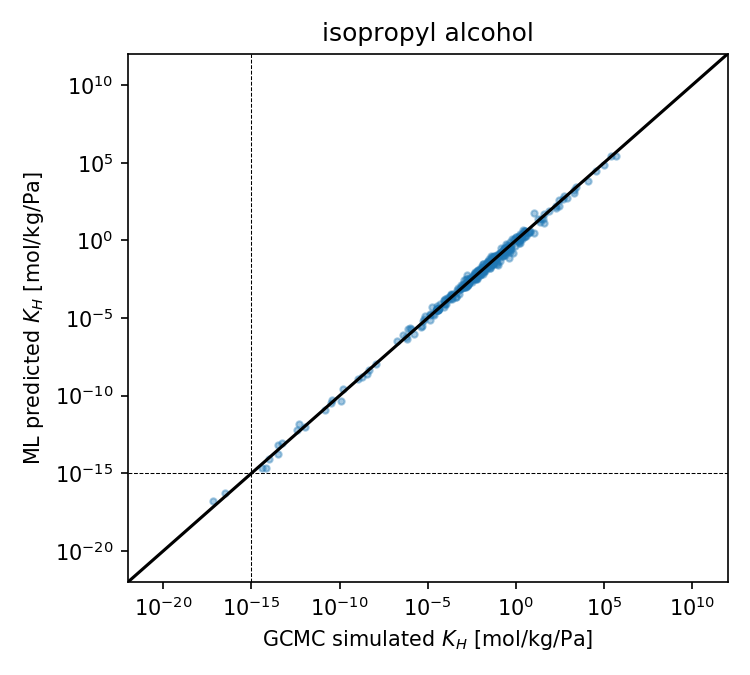 isopropyl alcohol
ML predicted K_H [mol/kg/Pa]
10^10
10^5
10^0
10^-5
10^-10
10^-15
10^-20
10^-20 10^-15 10^-10 10^-5 10^0 10^5 10^10
GCMC simulated K_H [mol/kg/Pa]